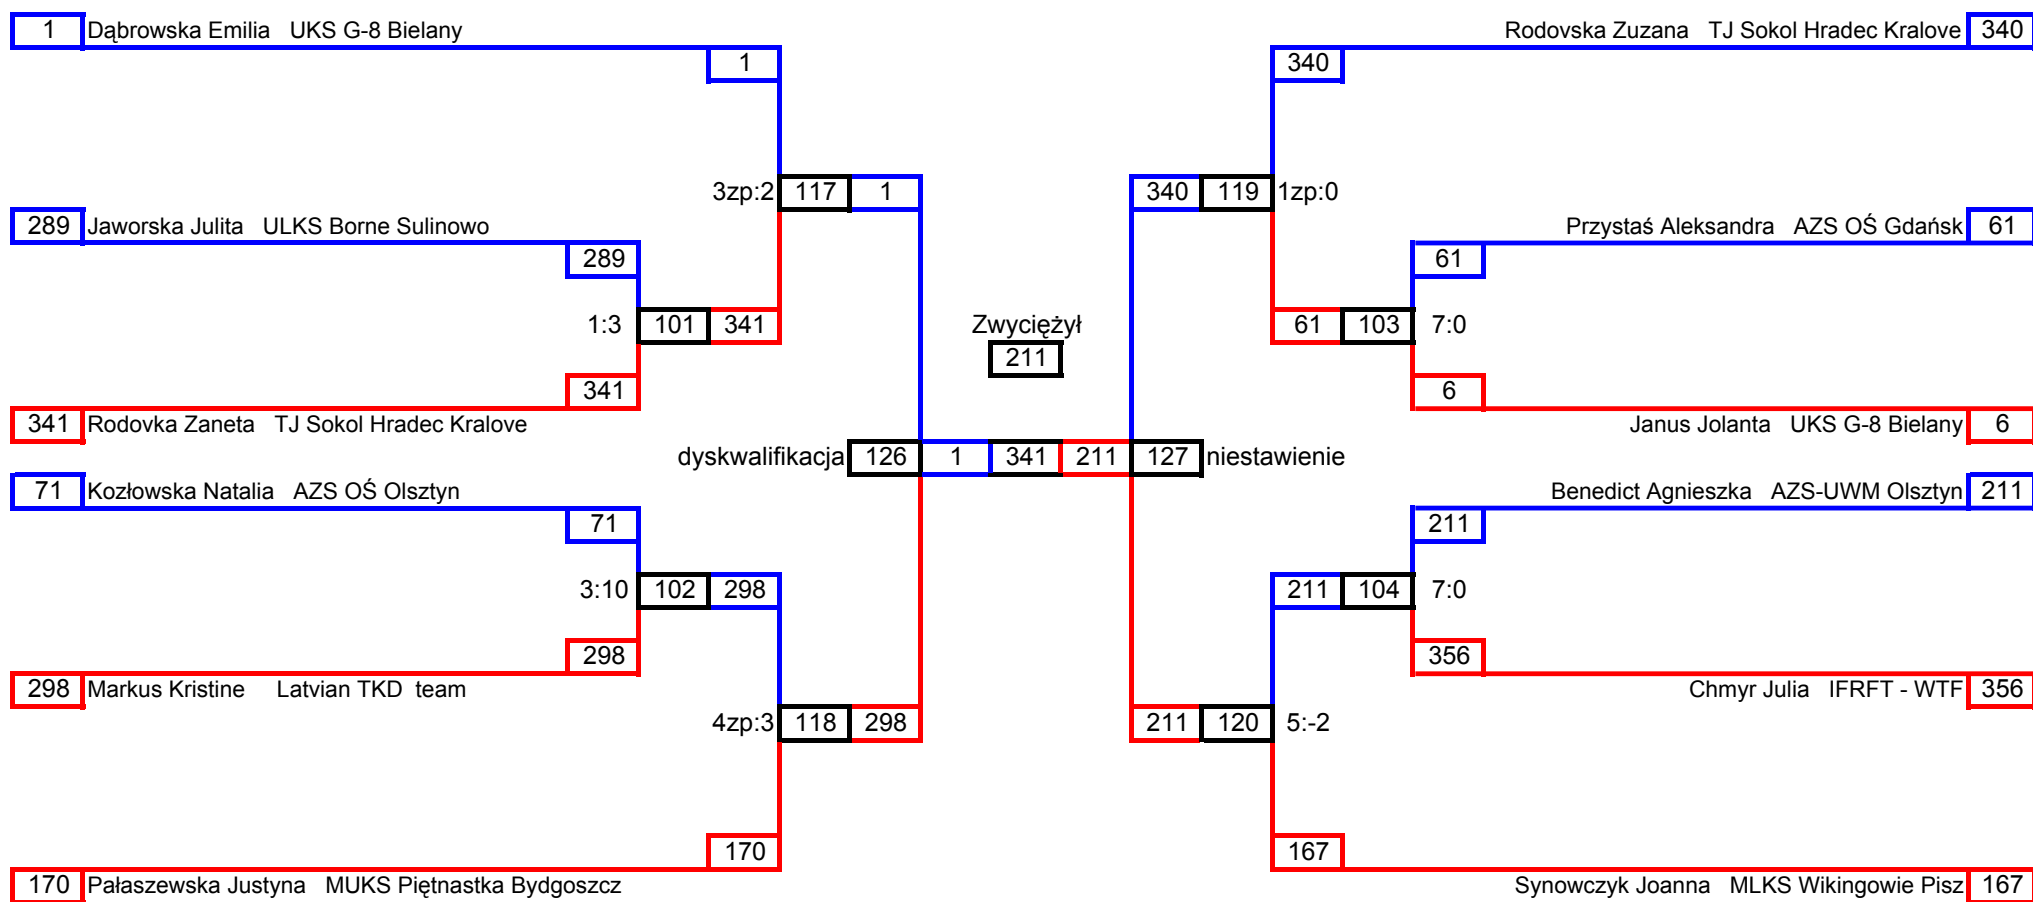 1 Dąbrowska Emilia UKS G-8 Bielany
Rodovska Zuzana TJ Sokol Hradec Kralove 340
1
340
3zp:2 117 1
340 119 1zp:0
289 Jaworska Julita ULKS Borne Sulinowo
Przystaś Aleksandra AZS OŚ Gdańsk 61
289
61
1:3 101 341
Zwyciężył
61 103 7:0
211
341
6
341 Rodovka Zaneta TJ Sokol Hradec Kralove
Janus Jolanta UKS G-8 Bielany 6
dyskwalifikacja 126 1 341 211 127 niestawienie
71 Kozłowska Natalia AZS OŚ Olsztyn
Benedict Agnieszka AZS-UWM Olsztyn 211
71
211
3:10 102 298
211 104 7:0
298
356
298 Markus Kristine Latvian TKD team
Chmyr Julia IFRFT - WTF 356
4zp:3 118 298
211 120 5:-2
170
167
170 Pałaszewska Justyna MUKS Piętnastka Bydgoszcz
Synowczyk Joanna MLKS Wikingowie Pisz 167